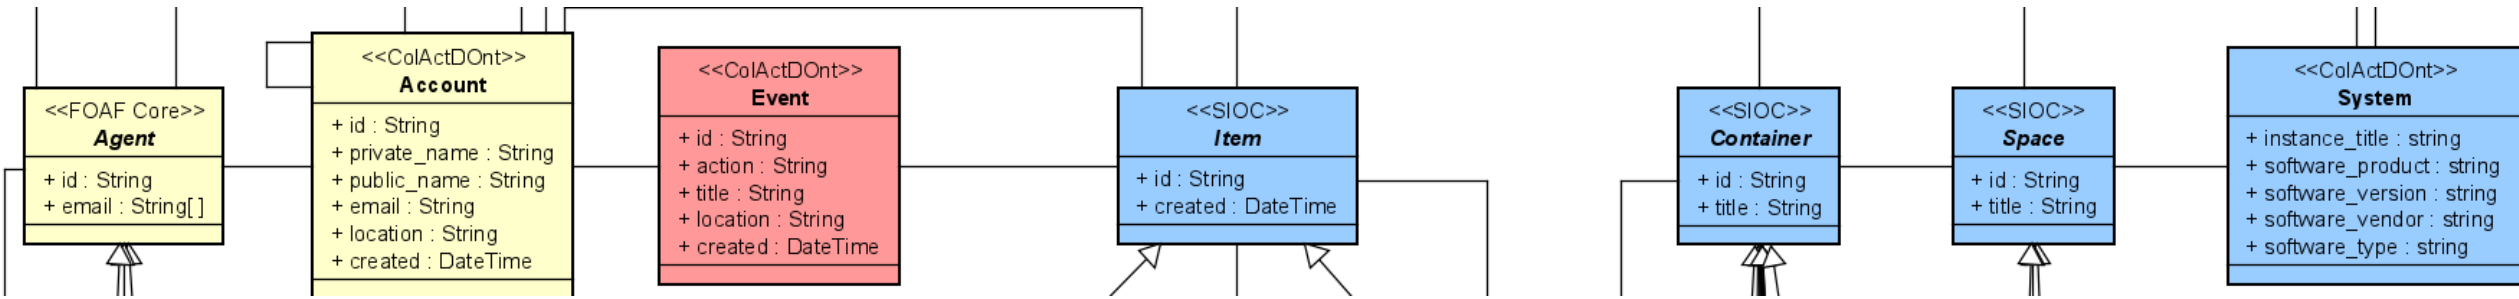 <<FOAF Core>>
Agent
+ id : String
+ email : String[ ]
<<ColActDOnt>>
Account
+ id : String
+ private_name : String
+ public_name : String
+ email : String
+ location : String
+ created : DateTime
<<ColActDOnt>>
Event
+ id : String
+ action : String
+ title : String
+ location : String
+ created : DateTime
<<SIOC>>
Item
+ id : String
+ created : DateTime
<<SIOC>>
Container
+ id : String
+ title : String
<<SIOC>>
Space
+ id : String
+ title : String
<<ColActDOnt>>
System
+ instance_title : string
+ software_product : string
+ software_version : string
+ software_vendor : string
+ software_type : string